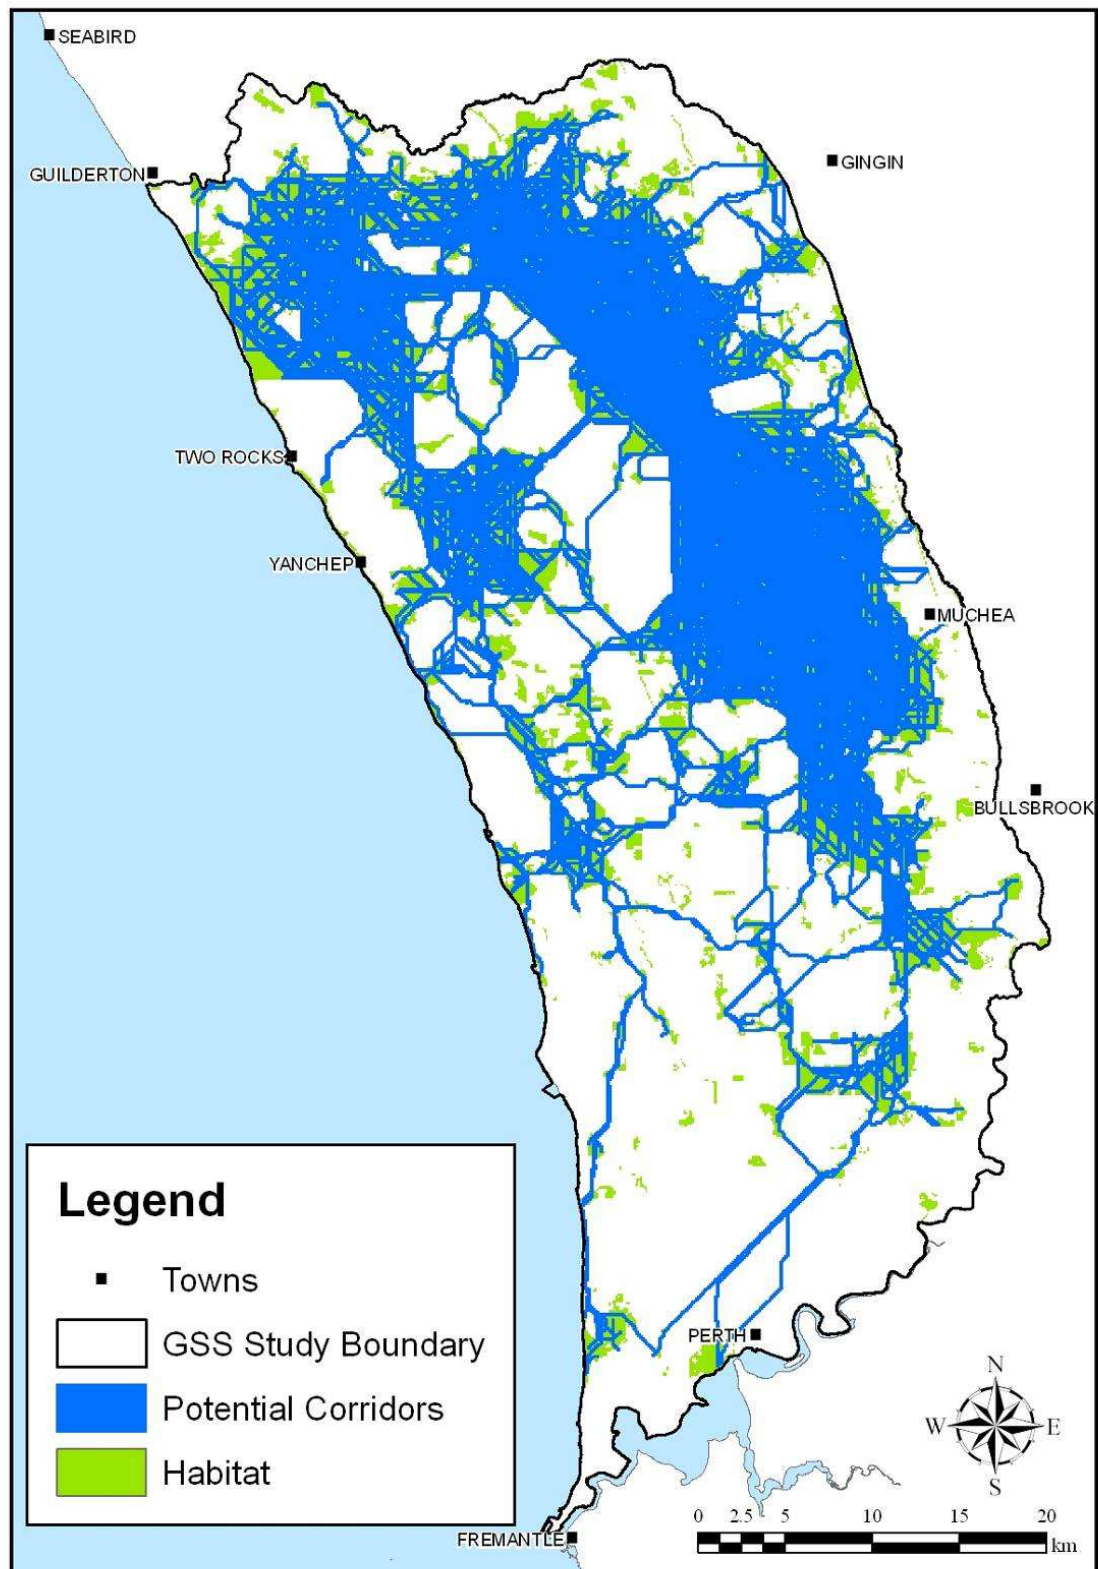 SEABIRD
GUILDERTON
GINGIN
TWO ROCKS
YANCHEP
MUCHEA
BULLSBROOK
Legend
Towns
GSS Study Boundary
Potential Corridors
Habitat
PERTH
N
W E
S
0 2.5 5 10 15 20
km
FREMANTLE